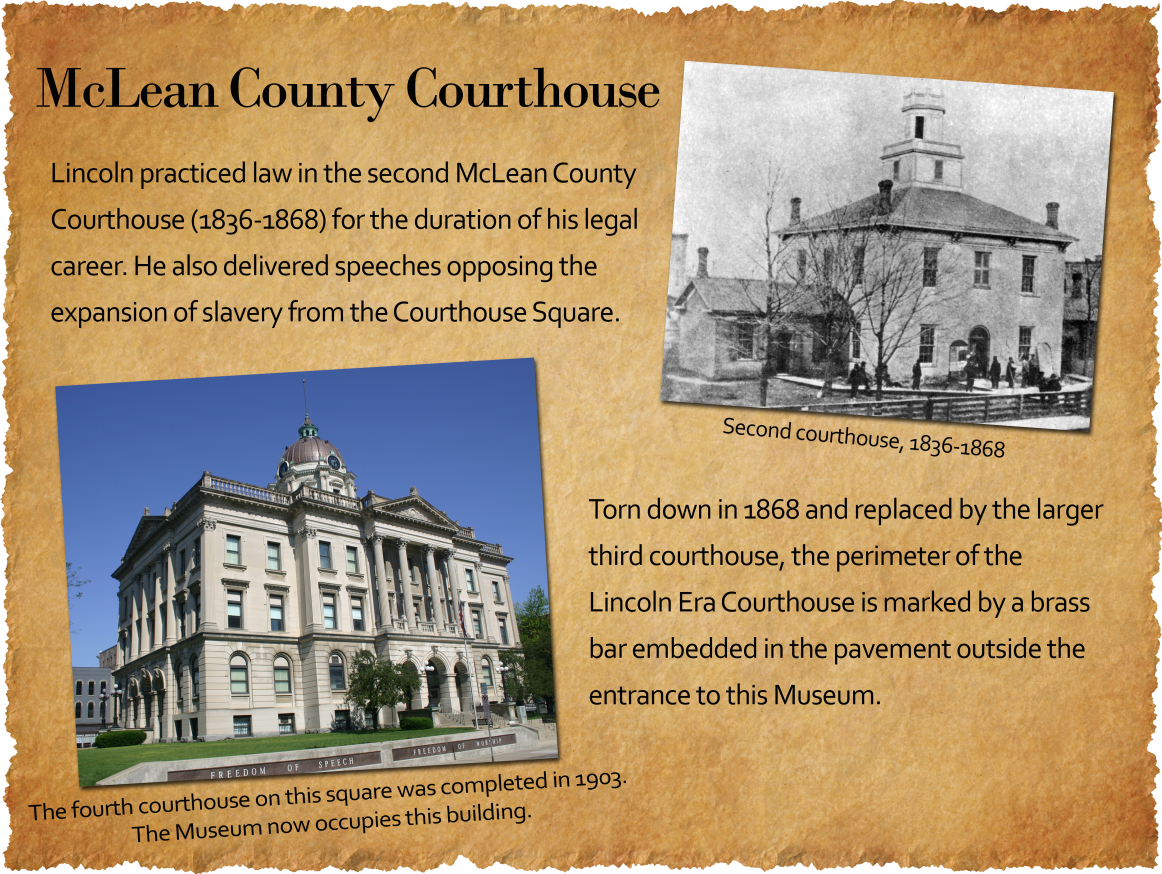 McLean County Courthouse
Lincoln practiced law in the second McLean County
Courthouse (1836-1868) for the duration of his legal
career. He also delivered speeches opposing the
expansion of slavery from the Courthouse Square.
Second courthouse, 1836-1868
Torn down in 1868 and replaced by the larger
third courthouse, the perimeter of the
Lincoln Era Courthouse is marked by a brass
bar embedded in the pavement outside the
entrance to this Museum.
FREEDOM OF SPEECH
FREEDOM OF WORSHIP
The fourth courthouse on this square was completed in 1903.
The Museum now occupies this building.